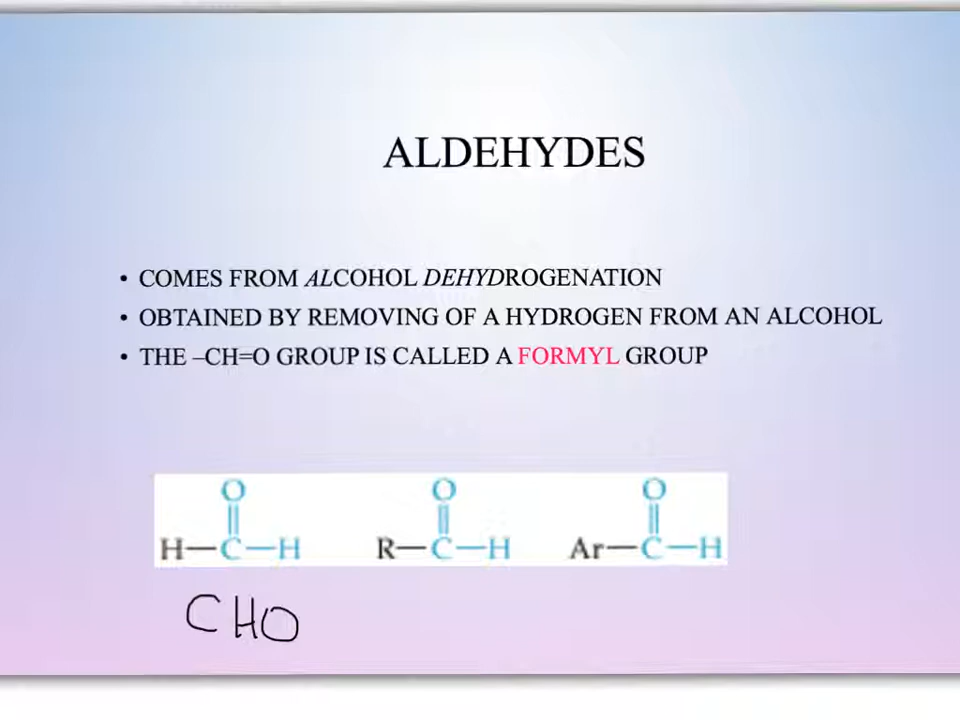 ALDEHYDES
• COMES FROM ALCOHOL DEHYDROGENATION
• OBTAINED BY REMOVING OF A HYDROGEN FROM AN ALCOHOL
• THE –CH=O GROUP IS CALLED A FORMYL GROUP
O O O
H—C—H R—C—H Ar—C—H
CHO